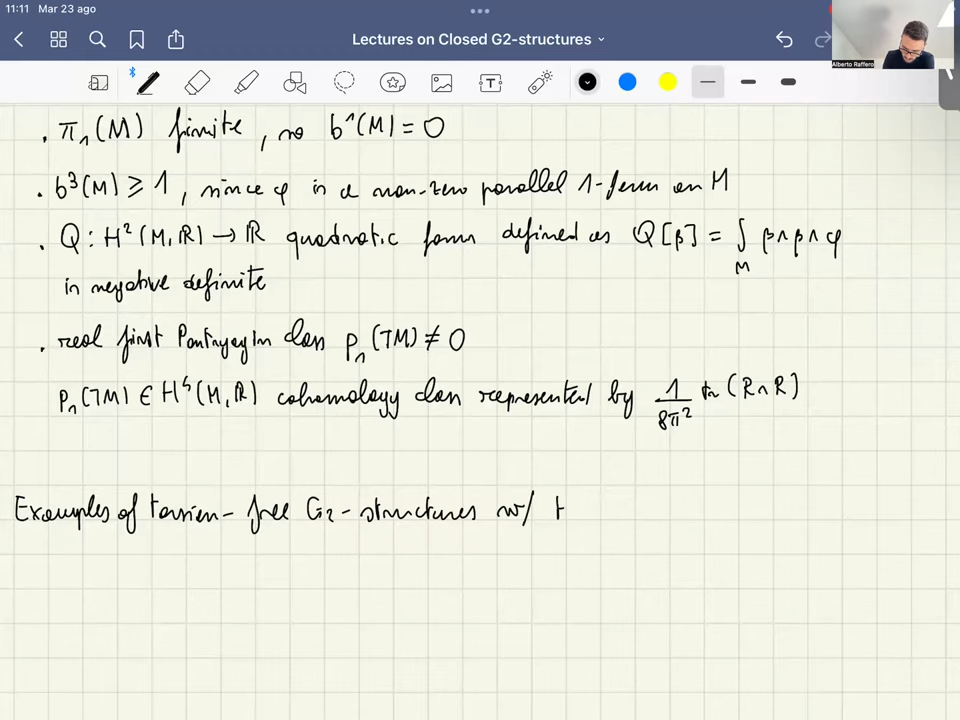 11:11 Mar 23 ago
Lectures on Closed G2-structures
Alberto Raffero
. π₁(M) finite, so b¹(M) = 0
. b³(M) ≥ 1, since φ is a non-zero parallel 1-form on M
. Q : H²(M,ℝ) → ℝ quadratic form defined as Q[β] = ∫_M β∧β∧φ
is negative definite
. real first Pontryagin class p₁(TM) ≠ 0
p₁(TM) ∈ H⁴(M,ℝ) cohomology class represented by 1/8π² tr(R∧R)
Examples of torsion-free G₂-structures w/ t